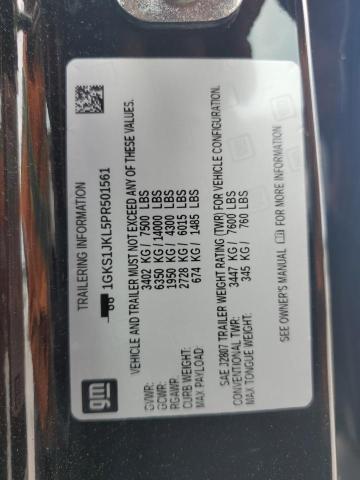 gm
TRAILERING INFORMATION
1GKS1JKL5PR501561
VEHICLE AND TRAILER MUST NOT EXCEED ANY OF THESE VALUES.
GVWR: 3402 KG / 7500 LBS
GCWR: 6350 KG / 14000 LBS
RGAWR: 1950 KG / 4300 LBS
CURB WEIGHT: 2728 KG / 6015 LBS
MAX PAYLOAD: 674 KG / 1485 LBS
SAE J2807 TRAILER WEIGHT RATING (TWR) FOR VEHICLE CONFIGURATION.
CONVENTIONAL TWR: 3447 KG / 7600 LBS
MAX TONGUE WEIGHT: 345 KG / 760 LBS
SEE OWNER'S MANUAL FOR MORE INFORMATION